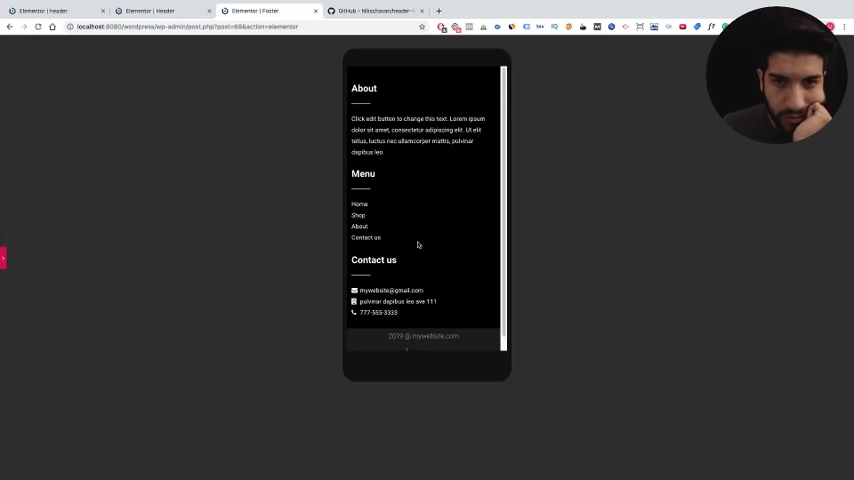 Elementor | header
Elementor | Header
Elementor | Footer
localhost:8080/wordpress/wp-admin/post.php?post=69&action=elementor
About
Click edit button to change this text. Lorem ipsum
dolor sit amet, consectetur adipiscing elit. Ut elit
tellus, luctus nec ullamcorper mattis, pulvinar
dapibus leo.
Menu
Home
Shop
About
Contact us
Contact us
mywebsite@gmail.com
pulvinar dapibus leo ave 111
777-555-3333
2019 @ mywebsite.com